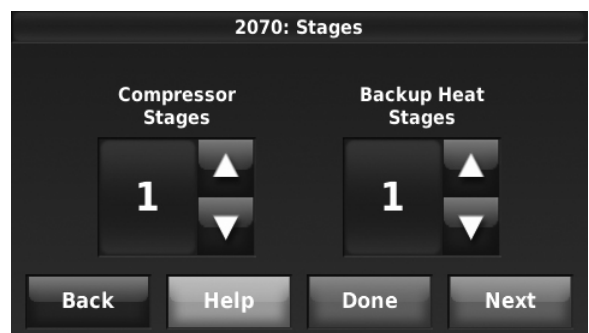 2070: Stages
Compressor
Stages
Backup Heat
Stages
1
1
Back
Help
Done
Next